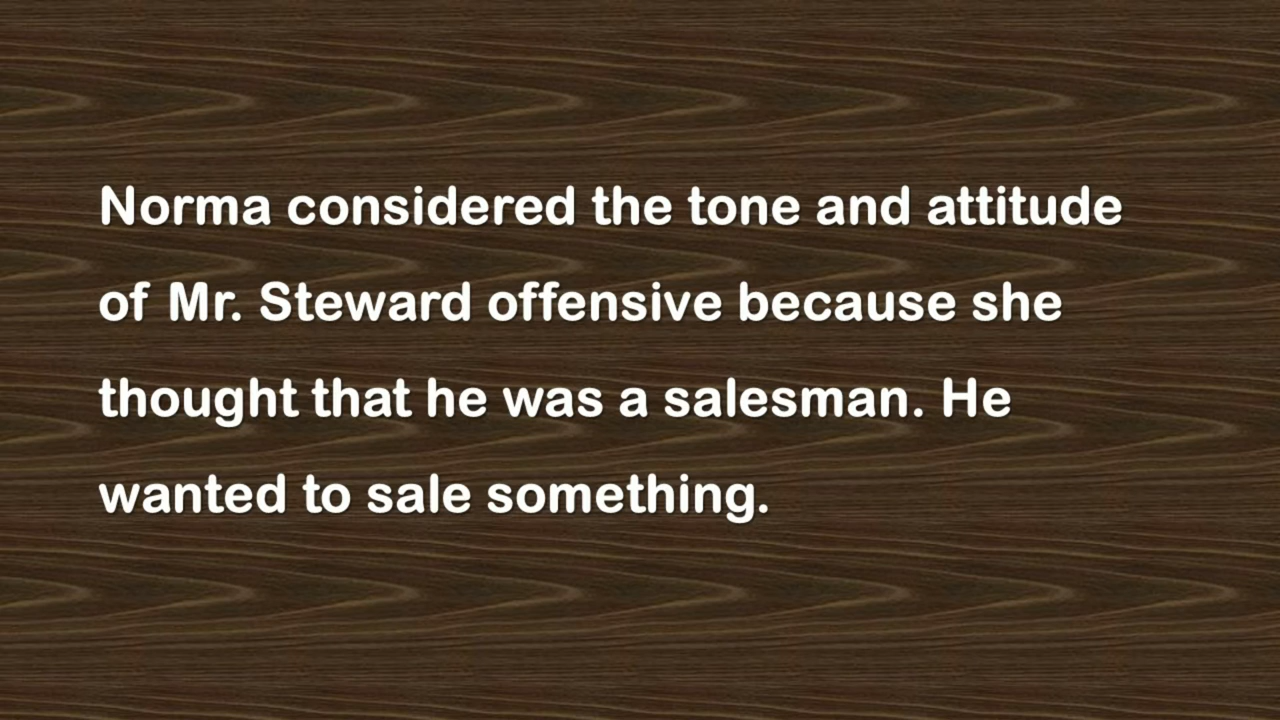 Norma considered the tone and attitude
of Mr. Steward offensive because she
thought that he was a salesman. He
wanted to sale something.